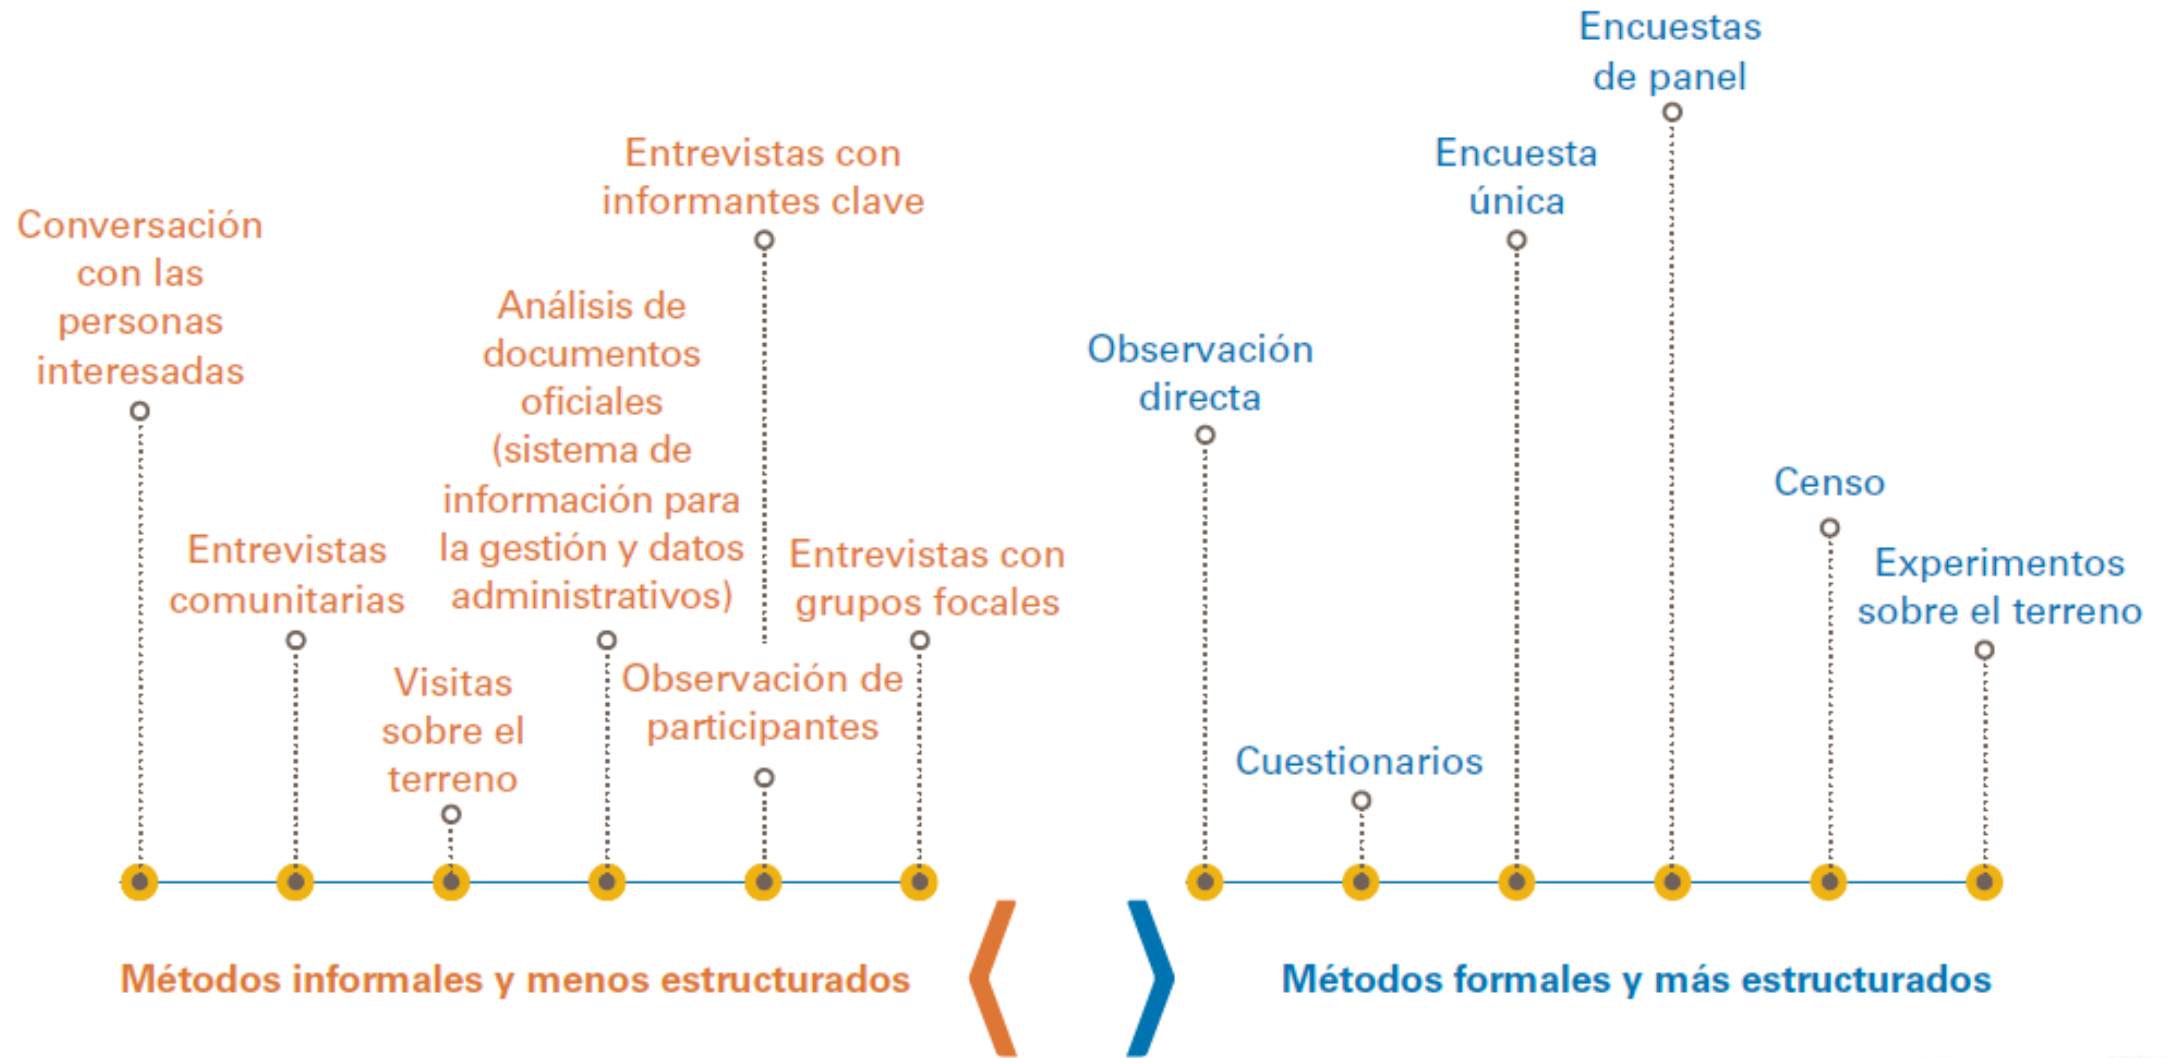 Conversación
con las
personas
interesadas
Entrevistas
comunitarias
Visitas
sobre el
terreno
Análisis de
documentos
oficiales
(sistema de
información para
la gestión y datos
administrativos)
Entrevistas con
informantes clave
Observación de
participantes
Entrevistas con
grupos focales
Métodos informales y menos estructurados
Observación
directa
Cuestionarios
Encuesta
única
Encuestas
de panel
Censo
Experimentos
sobre el terreno
Métodos formales y más estructurados